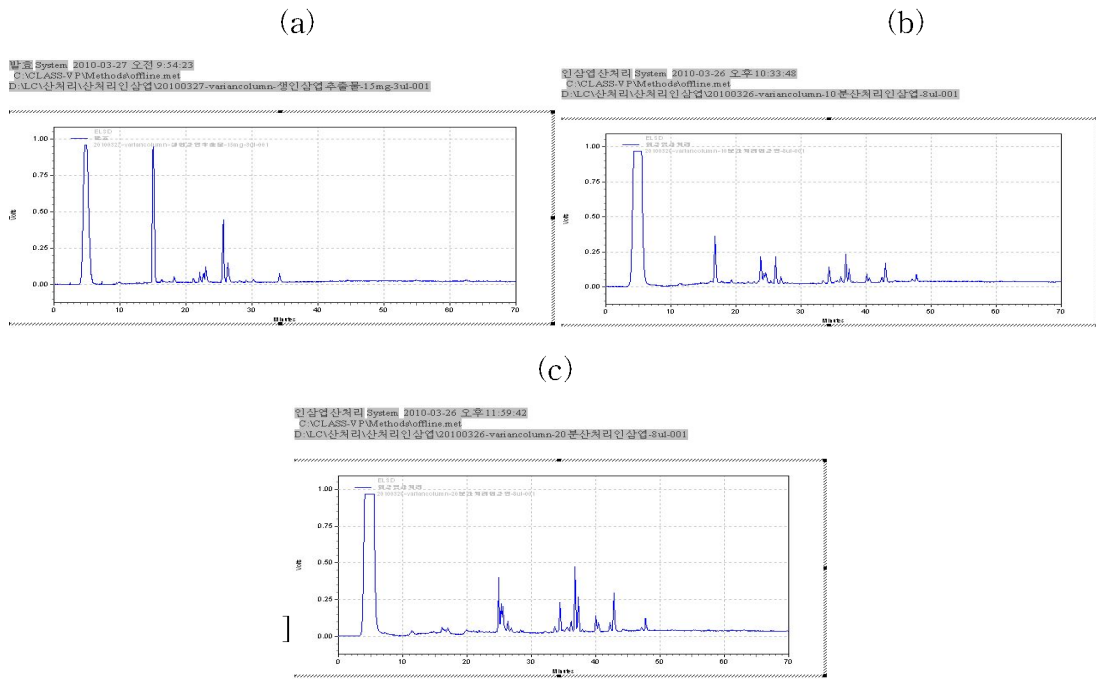 (a)
발효 System 2010-03-27 오전 9:54:23
C:\CLASS-VP\Methods\offline.met
D:\LC\산처리\산처리인삼엽\20100327-variancolumn-생인삼엽추출물-15mg-3ul-001
ELSD
1.00
0.75
0.50
0.25
0.00
Volts
0 10 20 30 40 50 60 70
Minutes
(b)
인삼엽산처리 System 2010-03-26 오후 10:33:48
C:\CLASS-VP\Methods\offline.met
D:\LC\산처리\산처리인삼엽\20100326-variancolumn-10분산처리인삼엽-8ul-001
ELSD
1.00
0.75
0.50
0.25
0.00
Volts
0 10 20 30 40 50 60 70
Minutes
(c)
인삼엽산처리 System 2010-03-26 오후 11:59:42
C:\CLASS-VP\Methods\offline.met
D:\LC\산처리\산처리인삼엽\20100326-variancolumn-20분산처리인삼엽-8ul-001
ELSD
1.00
0.75
0.50
0.25
0.00
Volts
0 10 20 30 40 50 60 70
Minutes
]